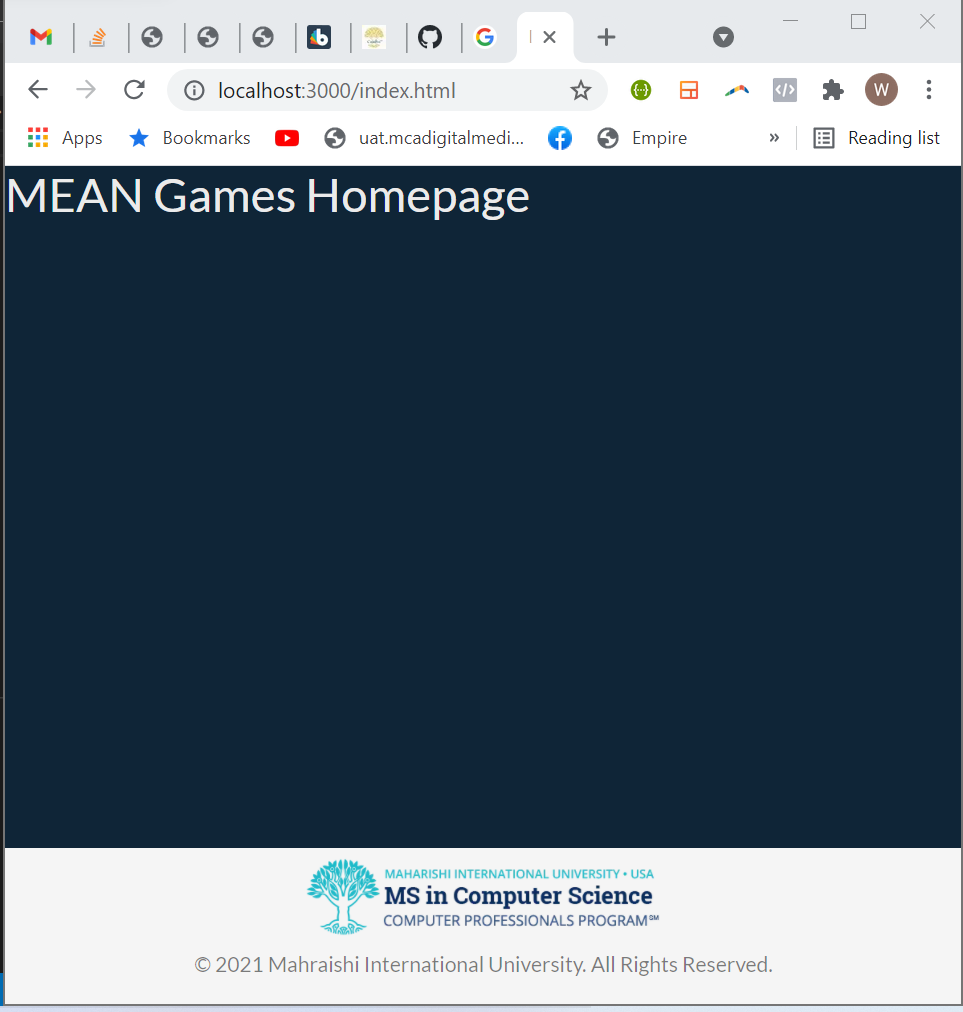 localhost:3000/index.html
W
Apps Bookmarks uat.mcadigitalmedi... Empire » Reading list
MEAN Games Homepage
MAHARISHI INTERNATIONAL UNIVERSITY • USA
MS in Computer Science
COMPUTER PROFESSIONALS PROGRAM℠
© 2021 Mahraishi International University. All Rights Reserved.